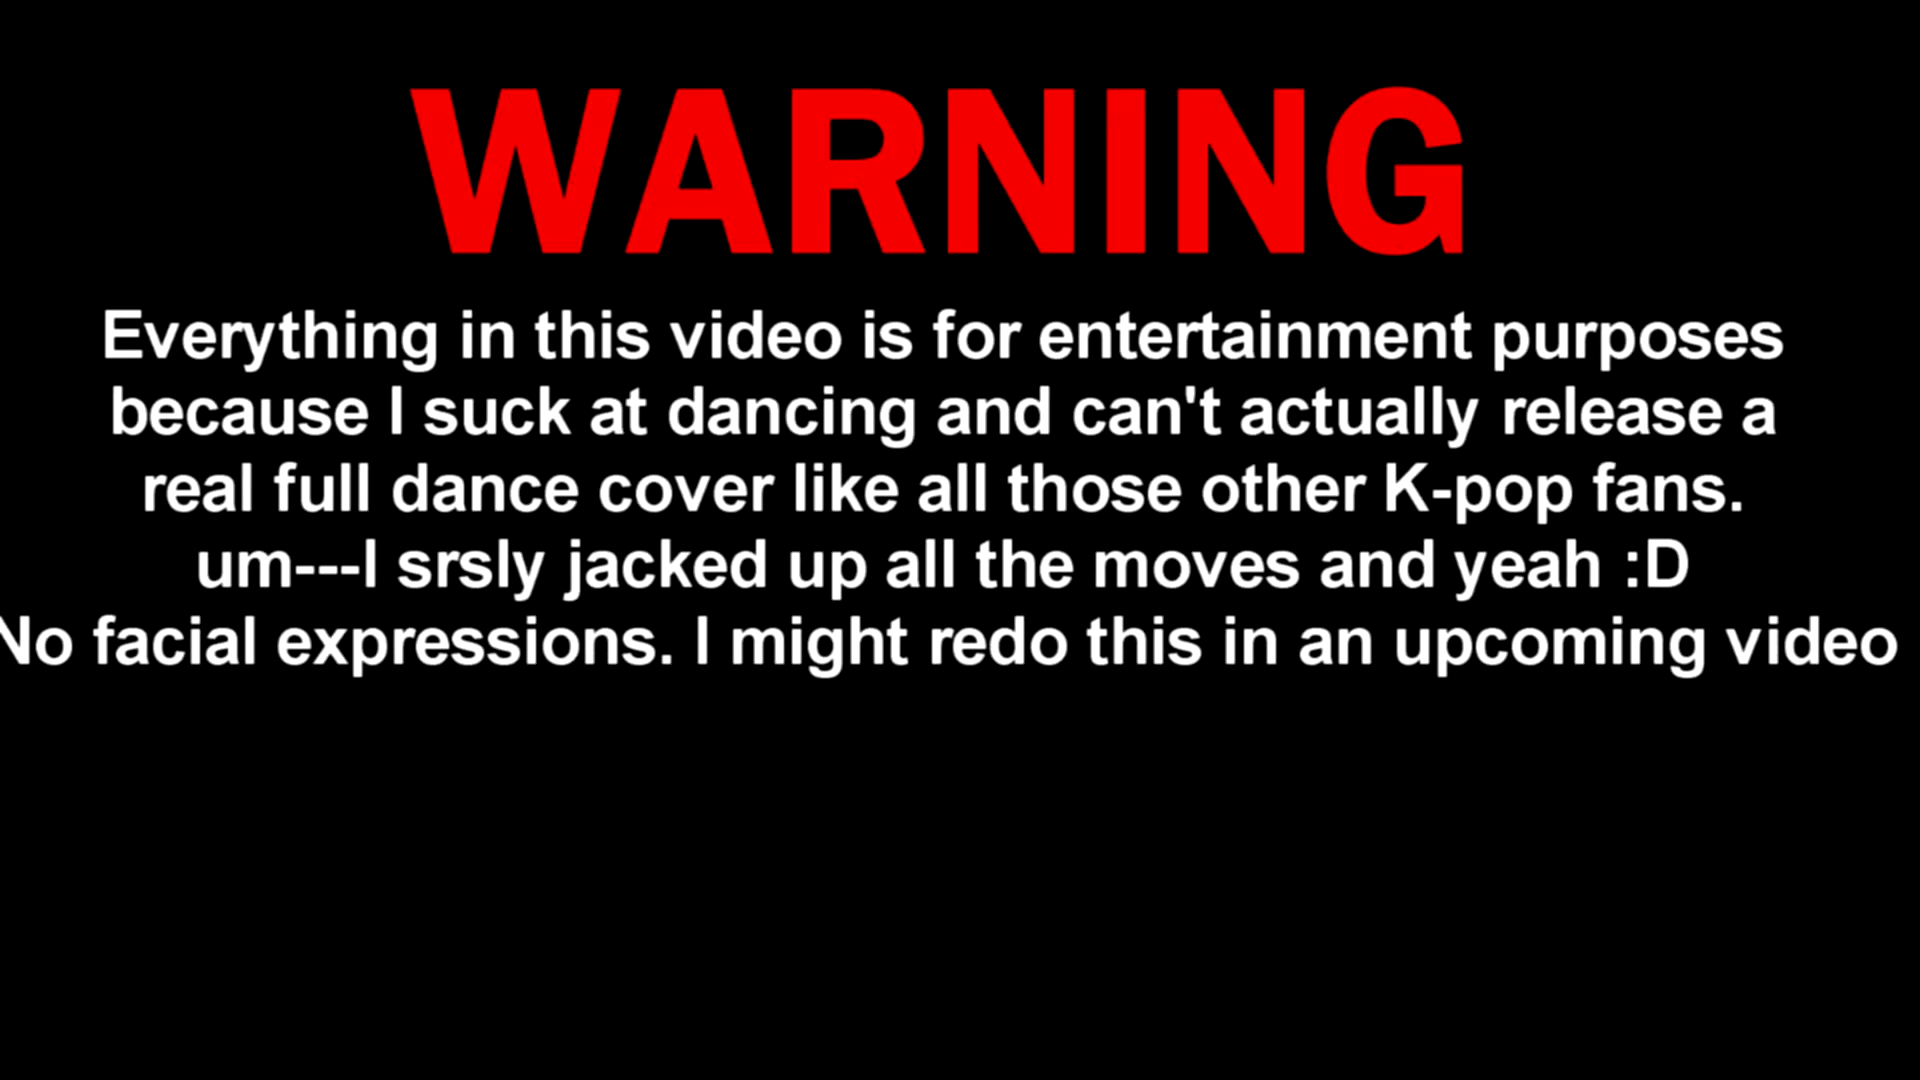 WARNING
Everything in this video is for entertainment purposes
because I suck at dancing and can't actually release a
real full dance cover like all those other K-pop fans.
um---I srsly jacked up all the moves and yeah :D
No facial expressions. I might redo this in an upcoming video